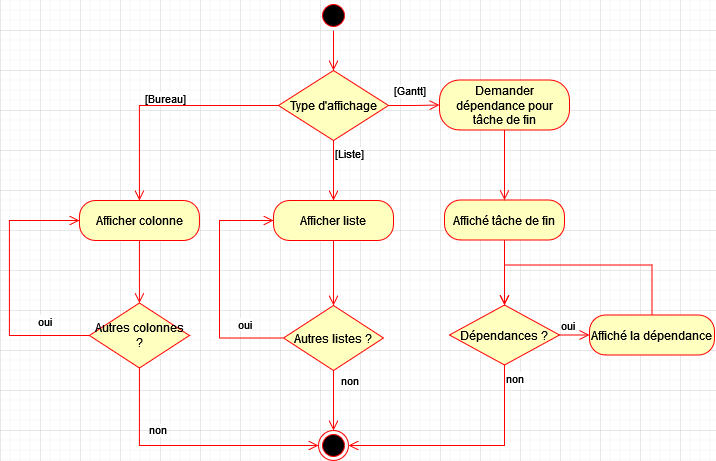 [Gantt]
Demander
dépendance pour
tâche de fin
[Bureau]
Type d'affichage
[Liste]
Afficher colonne
Afficher liste
Affiché tâche de fin
oui
Autres colonnes
?
oui
Autres listes ?
Dépendances ?
oui
Affiché la dépendance
non
non
non